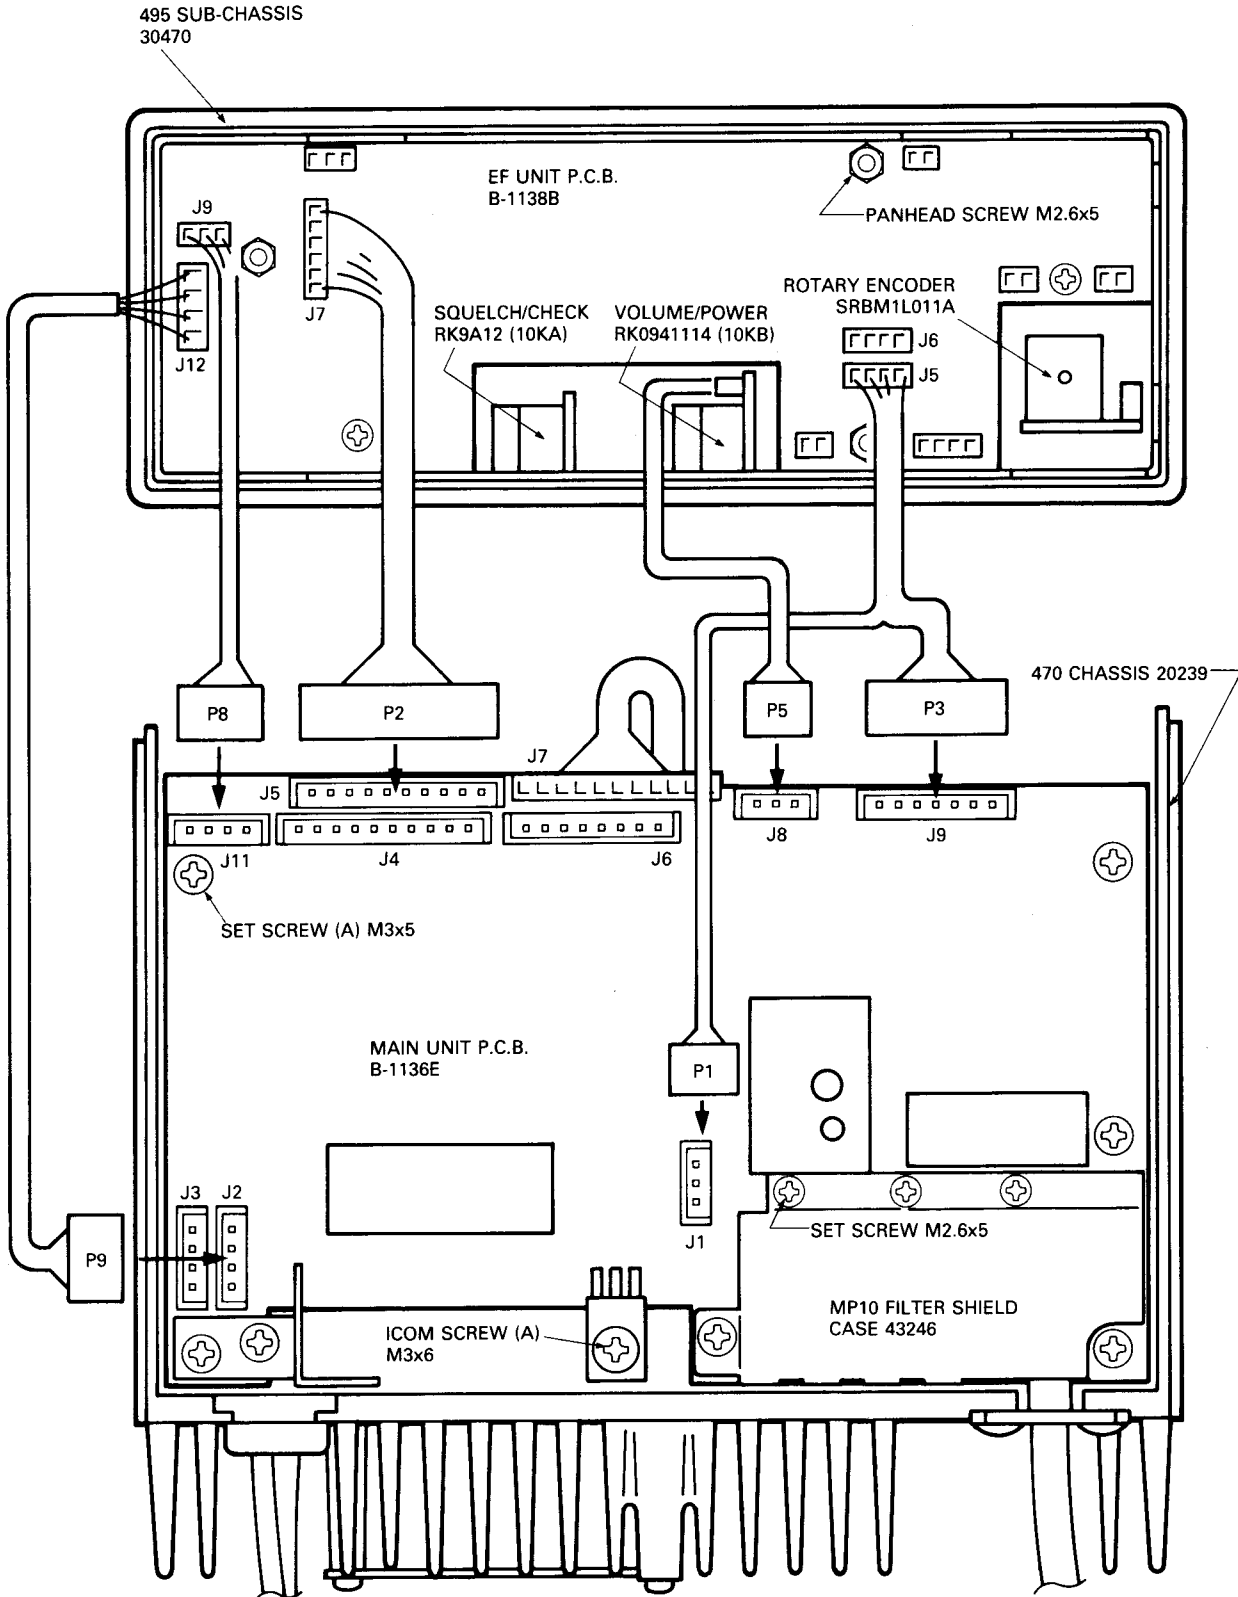 495 SUB-CHASSIS
30470
EF UNIT P.C.B.
B-1138B
PANHEAD SCREW M2.6x5
J9
J7
J12
SQUELCH/CHECK
RK9A12 (10KA)
VOLUME/POWER
RK0941114 (10KB)
ROTARY ENCODER
SRBM1L011A
J6
J5
470 CHASSIS 20239
P8
P2
P5
P3
J7
J5
J11
J4
J6
J8
J9
SET SCREW (A) M3x5
MAIN UNIT P.C.B.
B-1136E
P1
J3
J2
J1
P9
SET SCREW M2.6x5
ICOM SCREW (A)
M3x6
MP10 FILTER SHIELD
CASE 43246